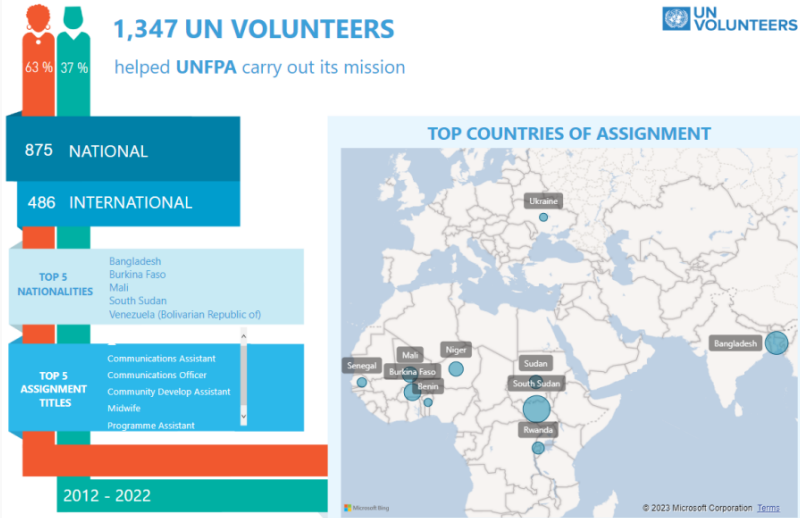 1,347 UN VOLUNTEERS
helped UNFPA carry out its mission
UN
VOLUNTEERS
63 %
37 %
875 NATIONAL
486 INTERNATIONAL
TOP 5
NATIONALITIES
Bangladesh
Burkina Faso
Mali
South Sudan
Venezuela (Bolivarian Republic of)
TOP 5
ASSIGNMENT
TITLES
Communications Assistant
Communications Officer
Community Develop Assistant
Midwife
Programme Assistant
2012 - 2022
TOP COUNTRIES OF ASSIGNMENT
Ukraine
Bangladesh
Niger
Mali
Senegal
Burkina Faso
Benin
Sudan
South Sudan
Rwanda
Microsoft Bing
© 2023 Microsoft Corporation Terms